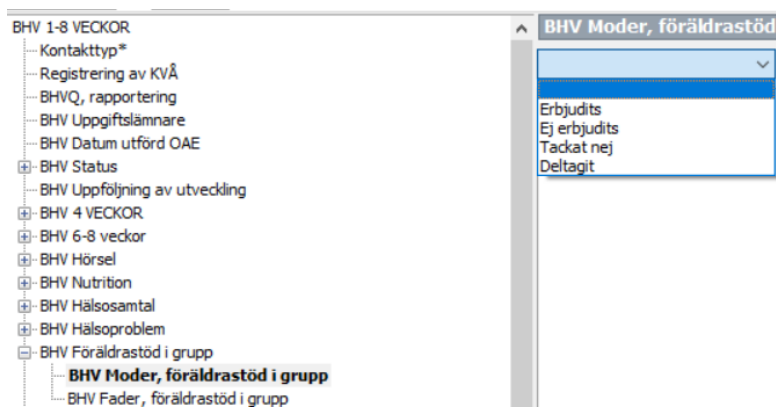 BHV 1-8 VECKOR
Kontakttyp*
Registrering av KVÅ
BHVQ, rapportering
BHV Uppgiftslämnare
BHV Datum utförd OAE
BHV Status
BHV Uppföljning av utveckling
BHV 4 VECKOR
BHV 6-8 veckor
BHV Hörsel
BHV Nutrition
BHV Hälsosamtal
BHV Hälsoproblem
BHV Föräldrastöd i grupp
BHV Moder, föräldrastöd i grupp
BHV Fader, föräldrastöd i grupp
BHV Moder, föräldrastöd
Erbjudits
Ej erbjudits
Tackat nej
Deltagit